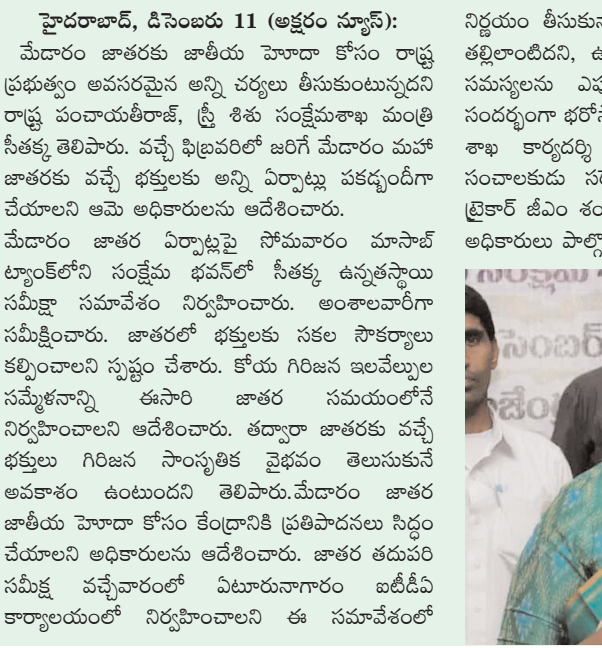 హైదరాబాద్, డిసెంబరు 11 (అక్షరం న్యూస్):
మేడారం జాతరకు జాతీయ హెూదా కోసం రాష్ట్ర
ప్రభుత్వం అవసరమైన అన్ని చర్యలు తీసుకుంటున్నదని
రాష్ట్ర పంచాయతీరాజ్, స్త్రీ శిశు సంక్షేమశాఖ మంత్రి
సీతక్క తెలిపారు. వచ్చే ఫిబ్రవరిలో జరిగే మేడారం మహా
జాతరకు వచ్చే భక్తులకు అన్ని ఏర్పాట్లు పకడ్బందీగా
చేయాలని ఆమె అధికారులను ఆదేశించారు.
మేడారం జాతర ఏర్పాట్లపై సోమవారం మాసాబ్
ట్యాంక్‌లోని సంక్షేమ భవన్‌లో సీతక్క ఉన్నతస్థాయి
సమీక్షా సమావేశం నిర్వహించారు. అంశాలవారీగా
సమీక్షించారు. జాతరలో భక్తులకు సకల సౌకర్యాలు
కల్పించాలని స్పష్టం చేశారు. కోయ గిరిజన ఇలవేల్పుల
సమ్మేళనాన్ని ఈసారి జాతర సమయంలోనే
నిర్వహించాలని ఆదేశించారు. తద్వారా జాతరకు వచ్చే
భక్తులు గిరిజన సాంసృతిక వైభవం తెలుసుకునే
అవకాశం ఉంటుందని తెలిపారు.మేడారం జాతర
జాతీయ హెూదా కోసం కేంద్రానికి ప్రతిపాదనలు సిద్ధం
చేయాలని అధికారులను ఆదేశించారు. జాతర తదుపరి
సమీక్ష వచ్చేవారంలో ఏటూరునాగారం ఐటీడీఏ
కార్యాలయంలో నిర్వహించాలని ఈ సమావేశంలో
నిర్ణయం
తల్లిలాంటిదని,
సమస్యలను
సందర్భంగా
శాఖ కార్యదర్శి
సంచాలకుడు
ట్రైకార్ జీఎం
అధికారులు